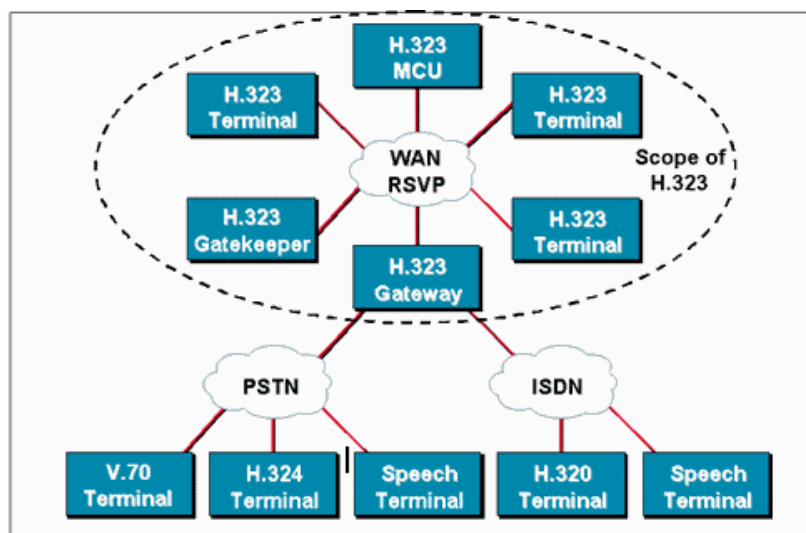 H.323
MCU
H.323
Terminal
H.323
Terminal
WAN
RSVP
Scope of
H.323
H.323
Gatekeeper
H.323
Terminal
H.323
Gateway
PSTN
ISDN
V.70
Terminal
H.324
Terminal
Speech
Terminal
H.320
Terminal
Speech
Terminal